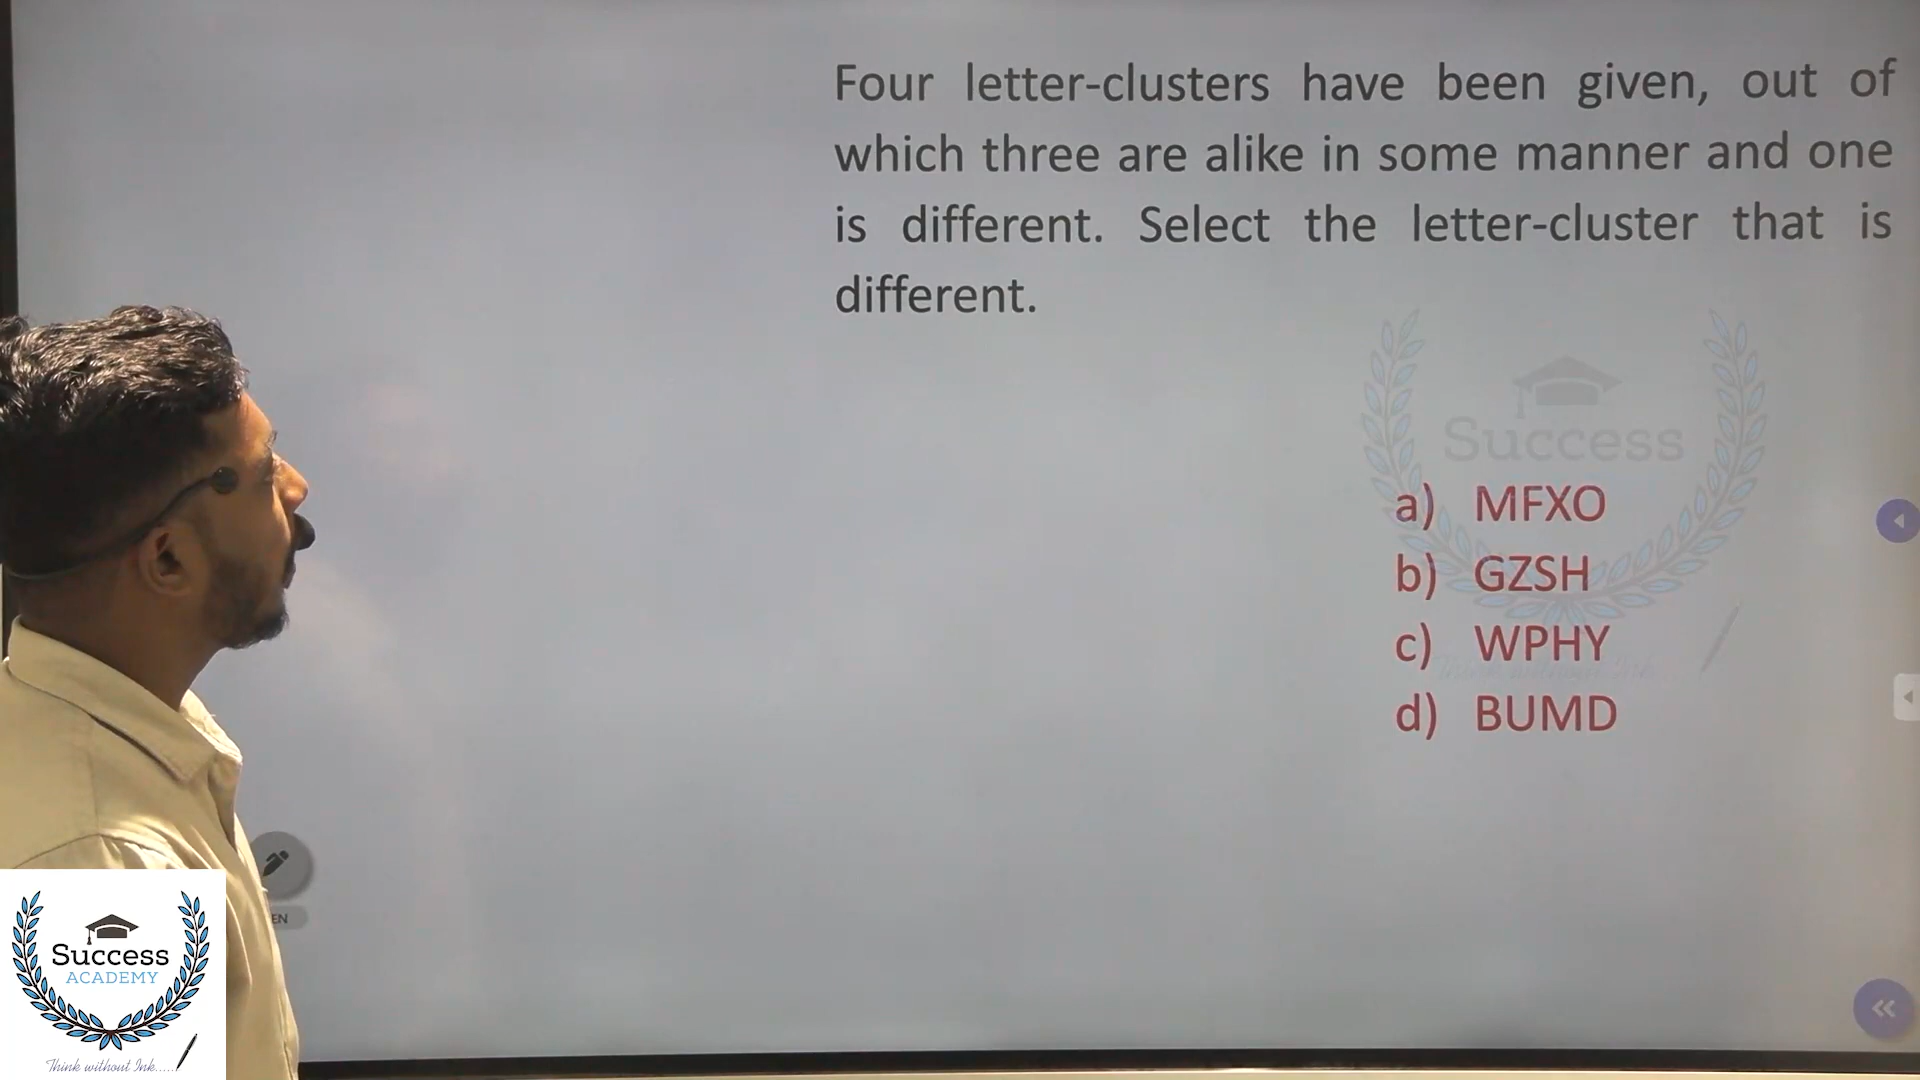 Four letter-clusters have been given, out of
which three are alike in some manner and one
is different. Select the letter-cluster that is
different.
Success
a) MFXO
b) GZSH
c) WPHY
d) BUMD
EN
Success
ACADEMY
Think without Ink......